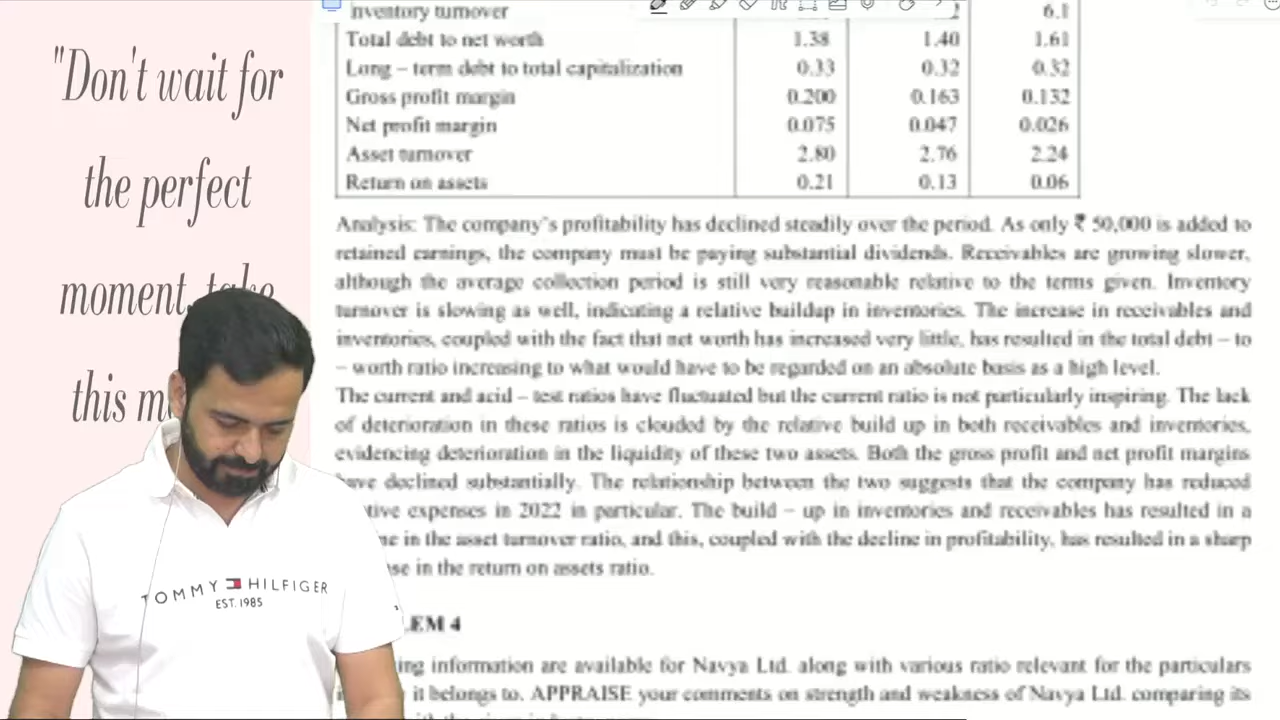 "Don't wait for
the perfect
moment, take
this
Inventory turnover 6.1
Total debt to net worth 1.38 1.40 1.61
Long – term debt to total capitalization 0.33 0.32 0.32
Gross profit margin 0.200 0.163 0.132
Net profit margin 0.075 0.047 0.026
Asset turnover 2.80 2.76 2.24
Return on assets 0.21 0.13 0.06
Analysis: The company's profitability has declined steadily over the period. As only ₹ 50,000 is added to
retained earnings, the company must be paying substantial dividends. Receivables are growing slower,
although the average collection period is still very reasonable relative to the terms given. Inventory
turnover is slowing as well, indicating a relative buildup in inventories. The increase in receivables and
inventories, coupled with the fact that net worth has increased very little, has resulted in the total debt – to
– worth ratio increasing to what would have to be regarded on an absolute basis as a high level.
The current and acid – test ratios have fluctuated but the current ratio is not particularly inspiring. The lack
of deterioration in these ratios is clouded by the relative build up in both receivables and inventories,
evidencing deterioration in the liquidity of these two assets. Both the gross profit and net profit margins
have declined substantially. The relationship between the two suggests that the company has reduced
expenses in 2022 in particular. The build – up in inventories and receivables has resulted in a
in the asset turnover ratio, and this, coupled with the decline in profitability, has resulted in a sharp
in the return on assets ratio.
LEM 4
ing information are available for Navya Ltd. along with various ratio relevant for the particulars
it belongs to. APPRAISE your comments on strength and weakness of Navya Ltd. comparing its
TOMMY HILFIGER
EST. 1985